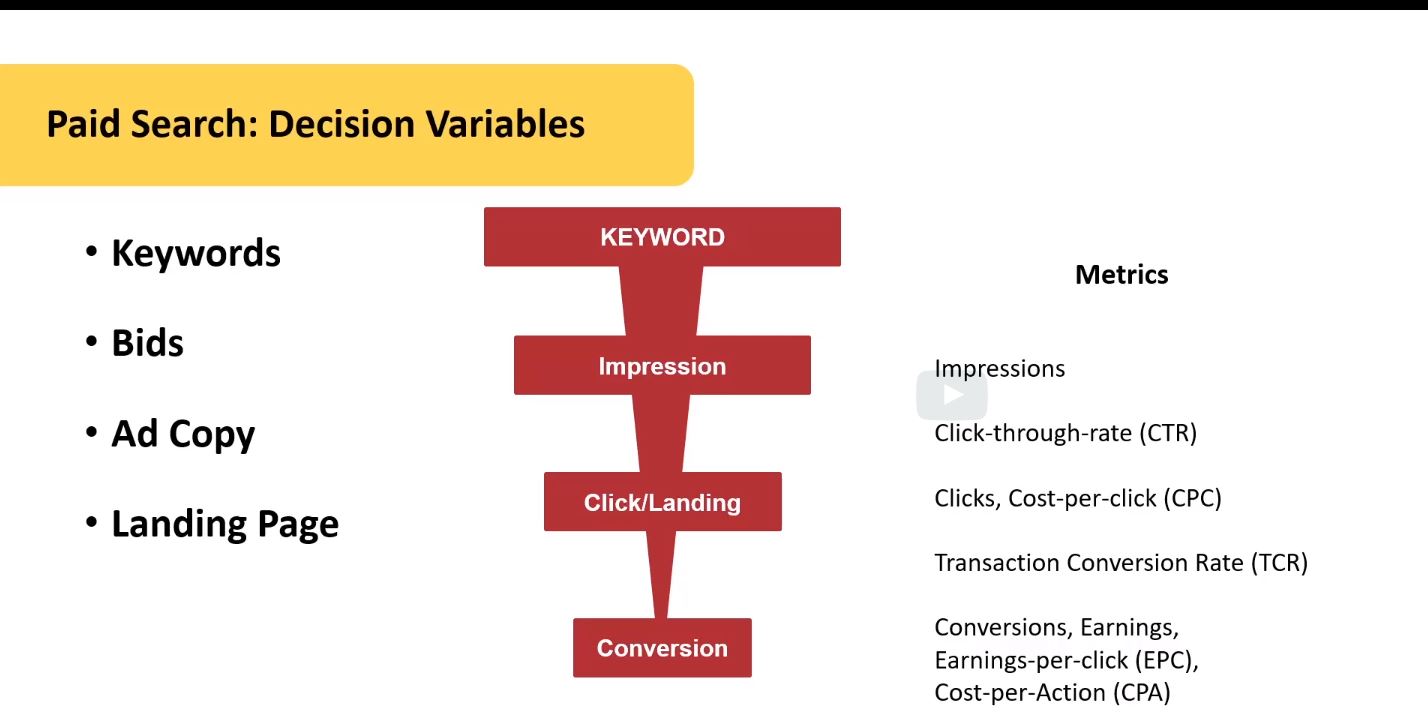 Paid Search: Decision Variables
• Keywords
• Bids
• Ad Copy
• Landing Page
KEYWORD
Impression
Click/Landing
Conversion
Metrics
Impressions
Click-through-rate (CTR)
Clicks, Cost-per-click (CPC)
Transaction Conversion Rate (TCR)
Conversions, Earnings,
Earnings-per-click (EPC),
Cost-per-Action (CPA)